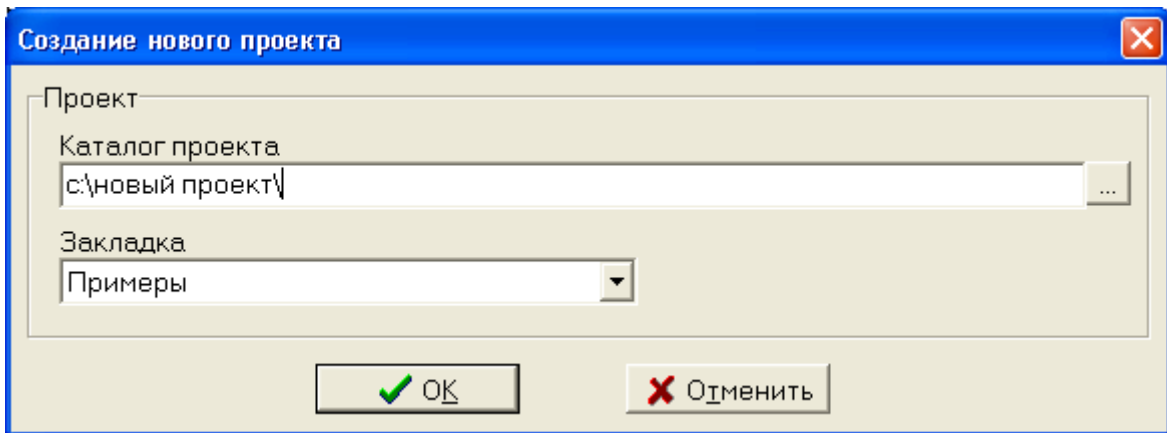 Создание нового проекта
Проект
Каталог проекта
c:\новый проект\
...
Закладка
Примеры
OK
Отменить